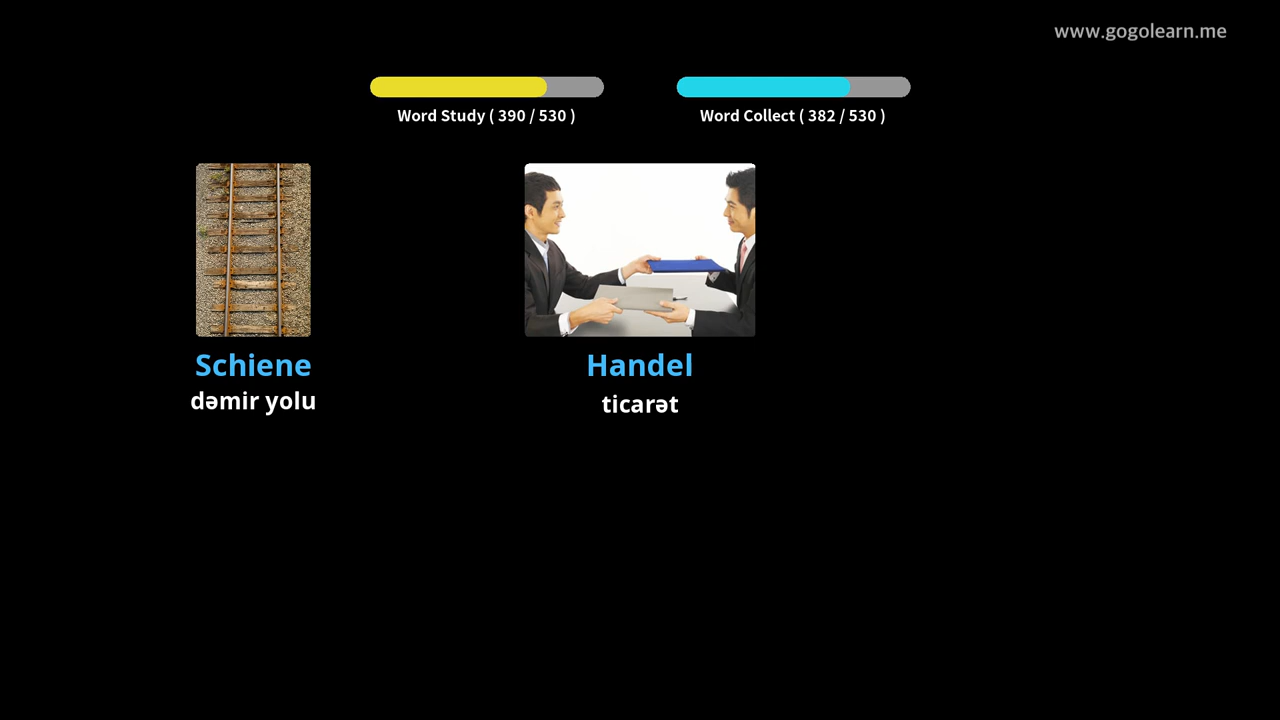 www.gogolearn.me
Word Study ( 390 / 530 )
Word Collect ( 382 / 530 )
Schiene
dəmir yolu
Handel
ticarət